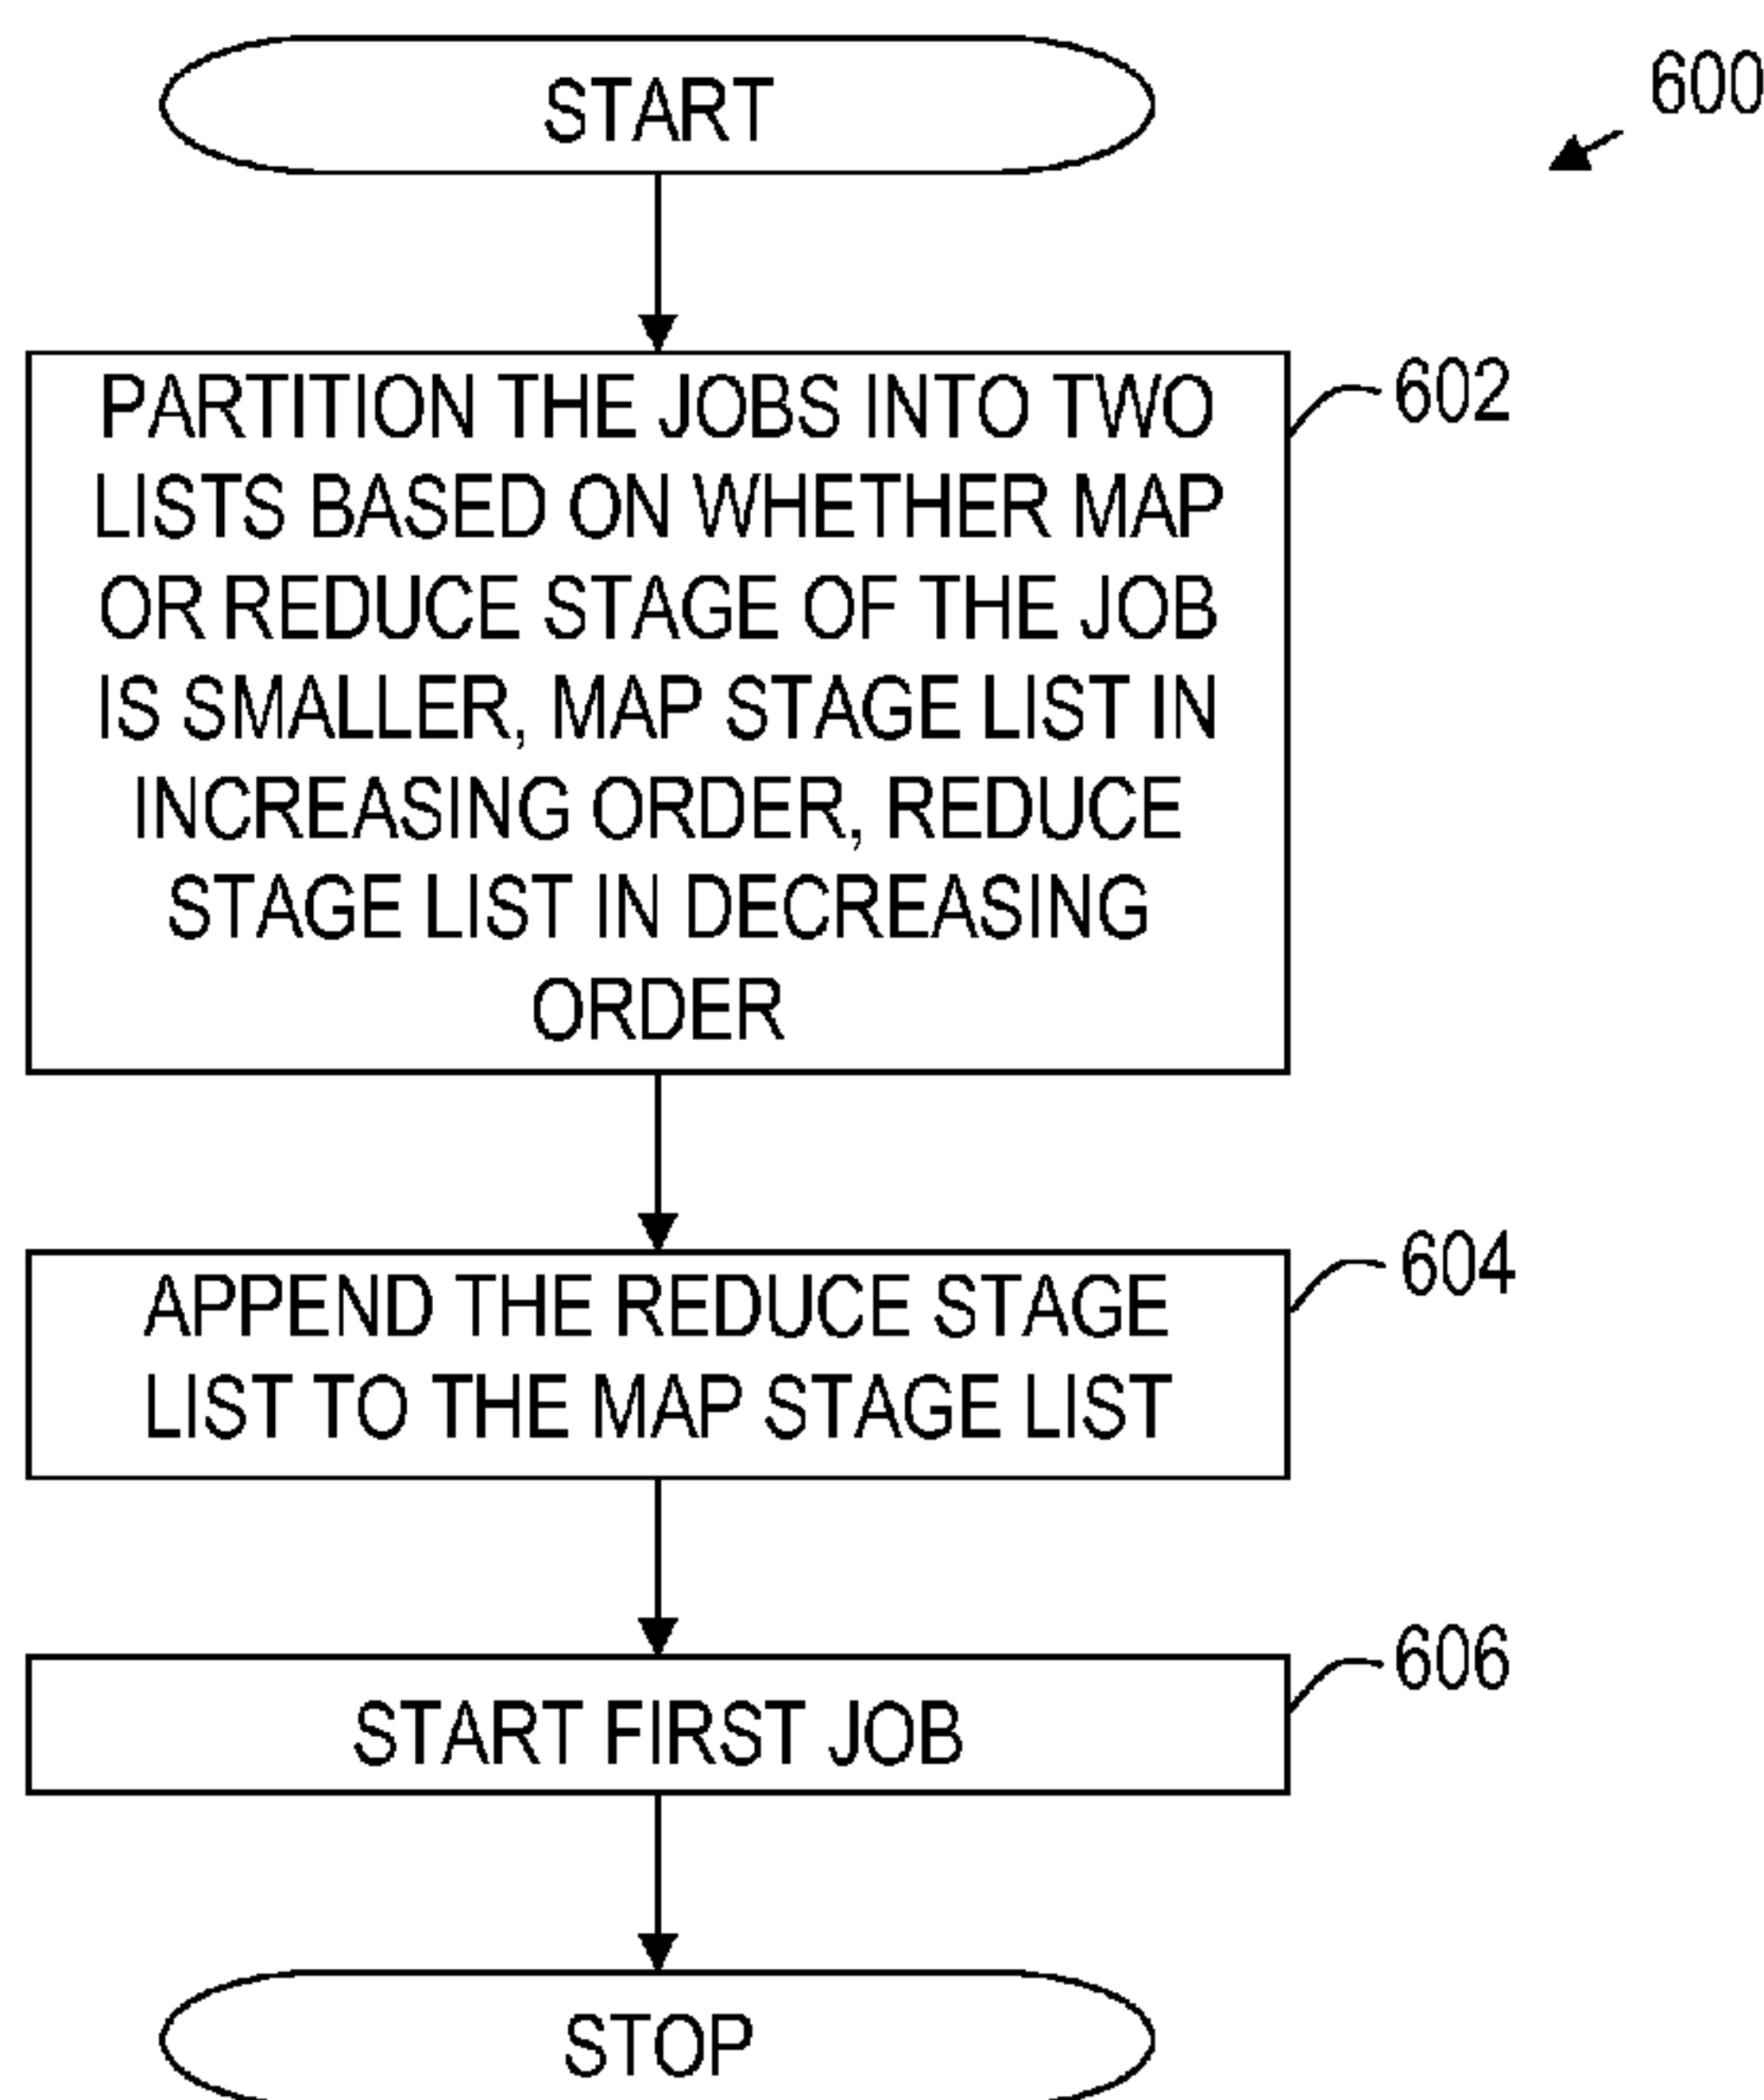 START
600
PARTITION THE JOBS INTO TWO
602
LISTS BASED ON WHETHER MAP
OR REDUCE STAGE OF THE JOB
IS SMALLER, MAP STAGE LIST IN
INCREASING ORDER, REDUCE
STAGE LIST IN DECREASING
ORDER
604
APPEND THE REDUCE STAGE
LIST TO THE MAP STAGE LIST
606
START FIRST JOB
STOP